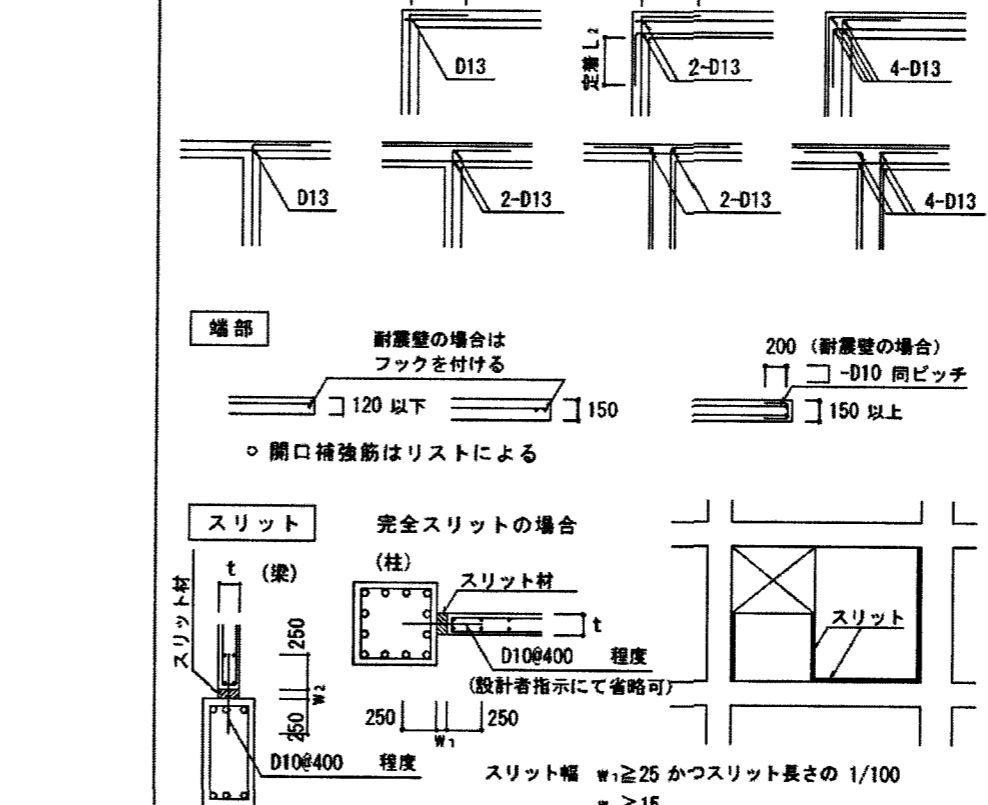 D13
定着L2
2-D13
4-D13
D13
2-D13
2-D13
4-D13
端部
耐震壁の場合は
フックを付ける
120 以下
150
200 (耐震壁の場合)
-D10 同ピッチ
150 以上
○ 開口補強筋はリストによる
スリット
完全スリットの場合
t (梁)
スリット材
250
W2
250
D10@400 程度
(柱)
スリット材
t
D10@400 程度
(設計者指示にて省略可)
250
W1
250
スリット
スリット幅 W1≧25 かつスリット長さの 1/100
≧15